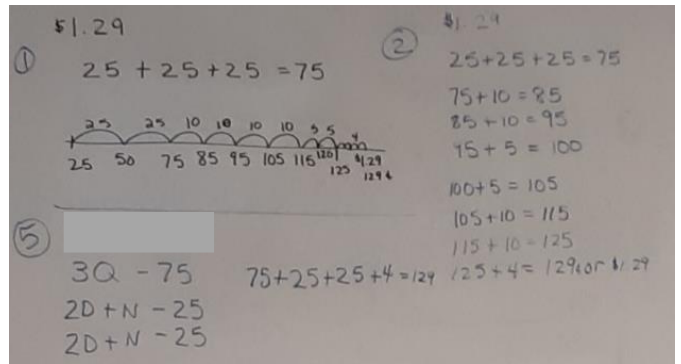 $1.29
① 25 + 25 + 25 = 75
25 25 10 10 10 10 5 5 4
25 50 75 85 95 105 115 120 125 $1.29
129¢
② $1.29
25+25+25=75
75+10=85
85+10=95
95+5=100
100+5=105
105+10=115
115+10=125
125+4=129¢ or $1.29
⑤
3Q - 75
2D+N - 25
2D+N - 25
75+25+25+4=129